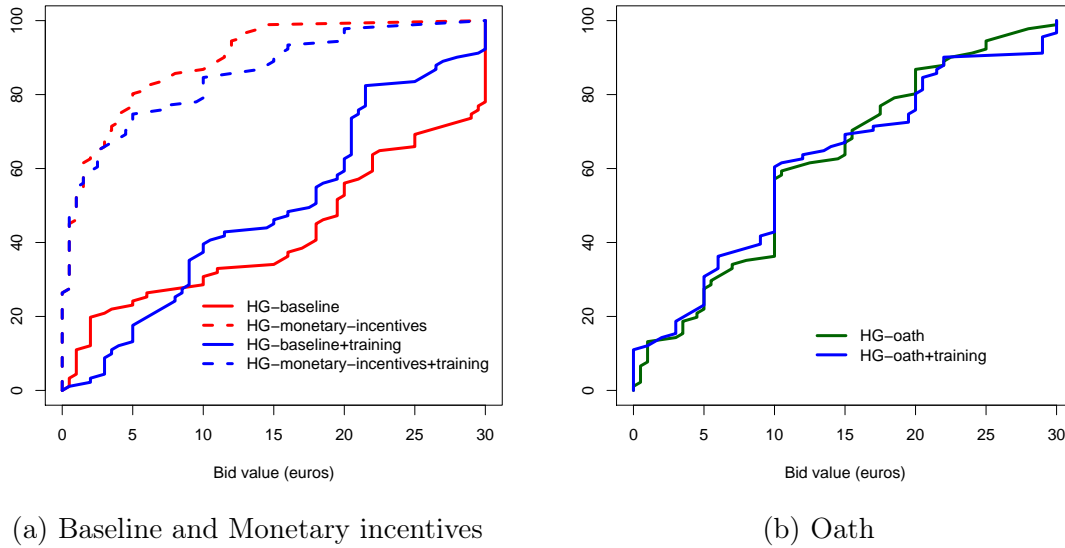 0 20 40 60 80 100
0 5 10 15 20 25 30
Bid value (euros)
HG−baseline
HG−monetary−incentives
HG−baseline+training
HG−monetary−incentives+training
(a) Baseline and Monetary incentives
0 20 40 60 80 100
0 5 10 15 20 25 30
Bid value (euros)
HG−oath
HG−oath+training
(b) Oath